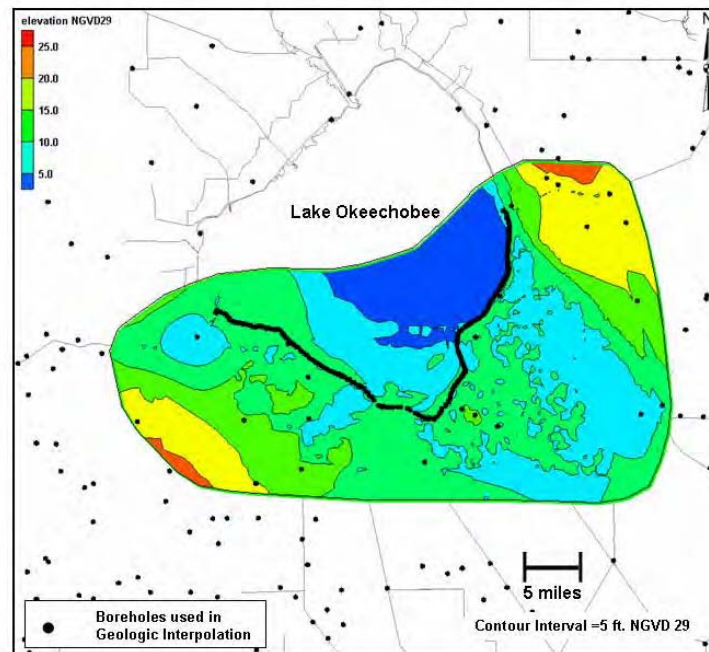 elevation NGVD29
25.0
20.0
15.0
10.0
5.0
N
Lake Okeechobee
5 miles
Boreholes used in
Geologic Interpolation
Contour Interval =5 ft. NGVD 29